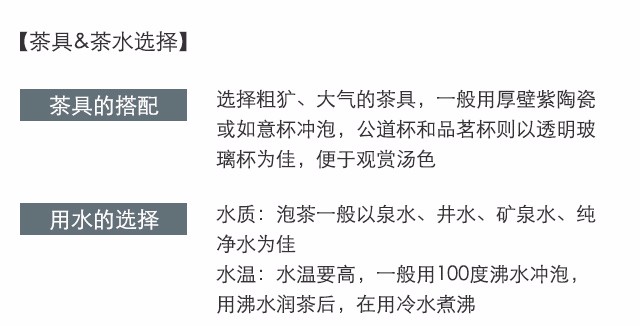 【茶具&茶水选择】
茶具的搭配
选择粗犷、大气的茶具，一般用厚壁紫陶瓷
或如意杯冲泡，公道杯和品茗杯则以透明玻
璃杯为佳，便于观赏汤色
用水的选择
水质：泡茶一般以泉水、井水、矿泉水、纯
净水为佳
水温：水温要高，一般用100度沸水冲泡，
用沸水润茶后，在用冷水煮沸